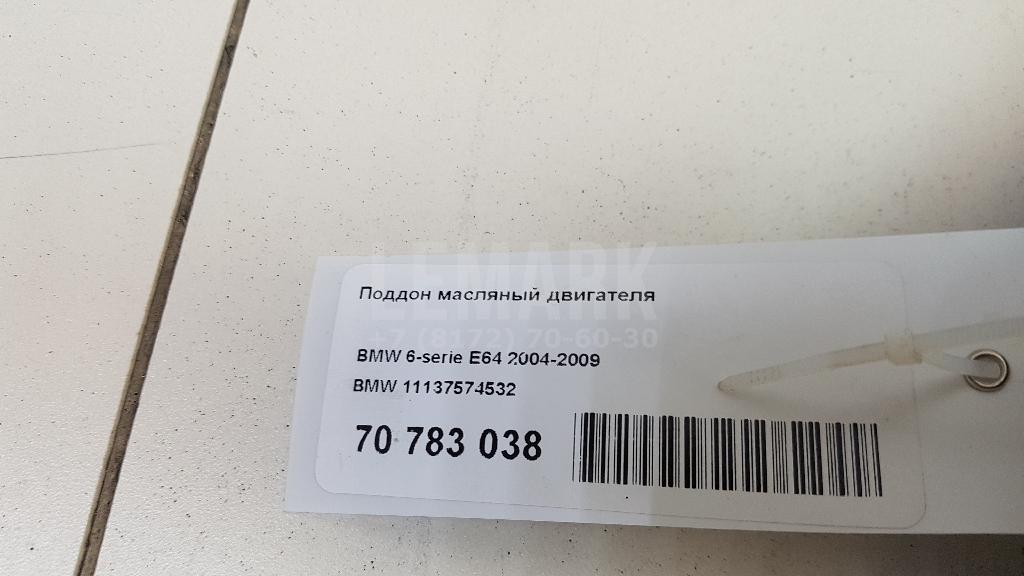 LEMARK
Поддон масляный двигателя
+7 (8172) 70-60-30
BMW 6-serie E64 2004-2009
BMW 11137574532
70 783 038